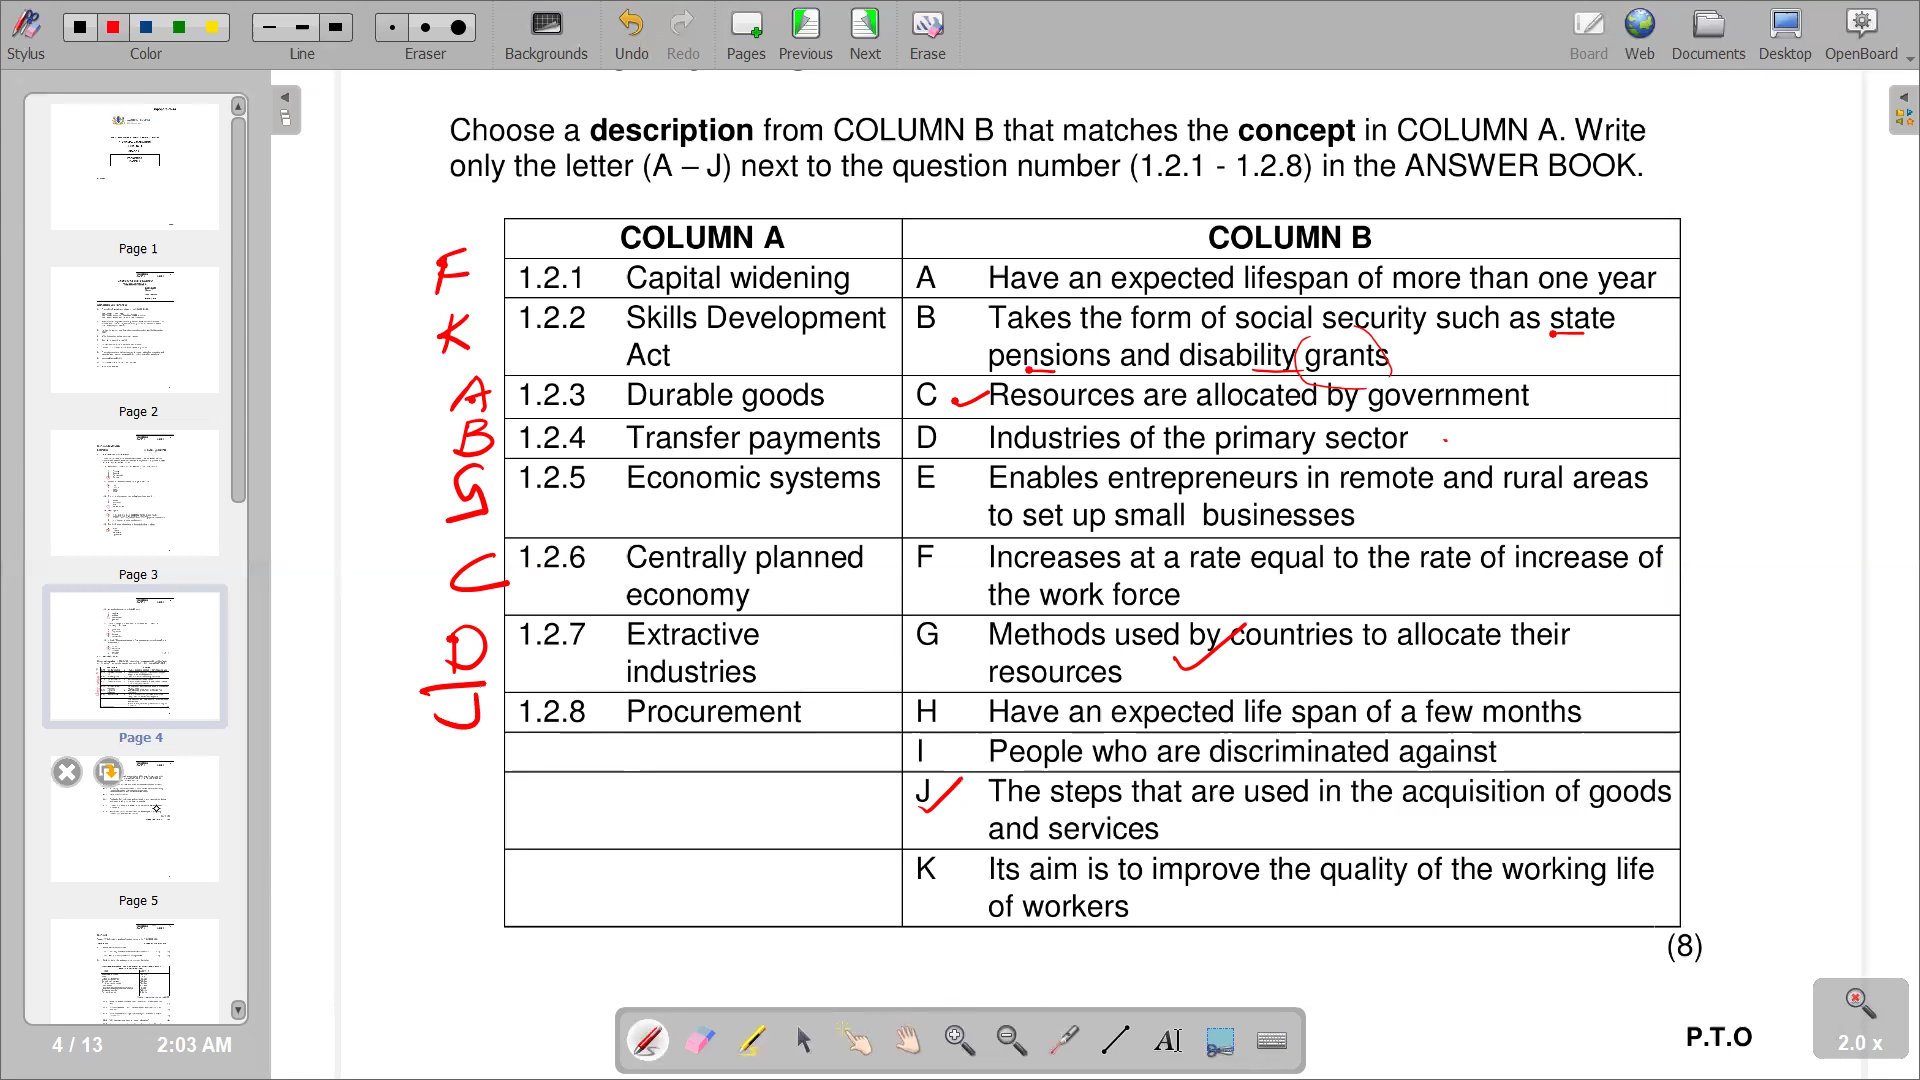 Stylus
Color
Line
Eraser
Backgrounds
Undo
Redo
Pages
Previous
Next
Erase
Board
Web
Documents
Desktop
OpenBoard
Page 1
Page 2
Page 3
Page 4
Page 5
4 / 13
2:03 AM
Choose a description from COLUMN B that matches the concept in COLUMN A. Write
only the letter (A – J) next to the question number (1.2.1 - 1.2.8) in the ANSWER BOOK.
COLUMN A COLUMN B
F 1.2.1 Capital widening A Have an expected lifespan of more than one year
K 1.2.2 Skills Development B Takes the form of social security such as state
Act pensions and disability grants
A 1.2.3 Durable goods C Resources are allocated by government
B 1.2.4 Transfer payments D Industries of the primary sector
G 1.2.5 Economic systems E Enables entrepreneurs in remote and rural areas
to set up small businesses
C 1.2.6 Centrally planned F Increases at a rate equal to the rate of increase of
economy the work force
D 1.2.7 Extractive G Methods used by countries to allocate their
industries resources
J 1.2.8 Procurement H Have an expected life span of a few months
I People who are discriminated against
J The steps that are used in the acquisition of goods
and services
K Its aim is to improve the quality of the working life
of workers
(8)
P.T.O
2.0 x